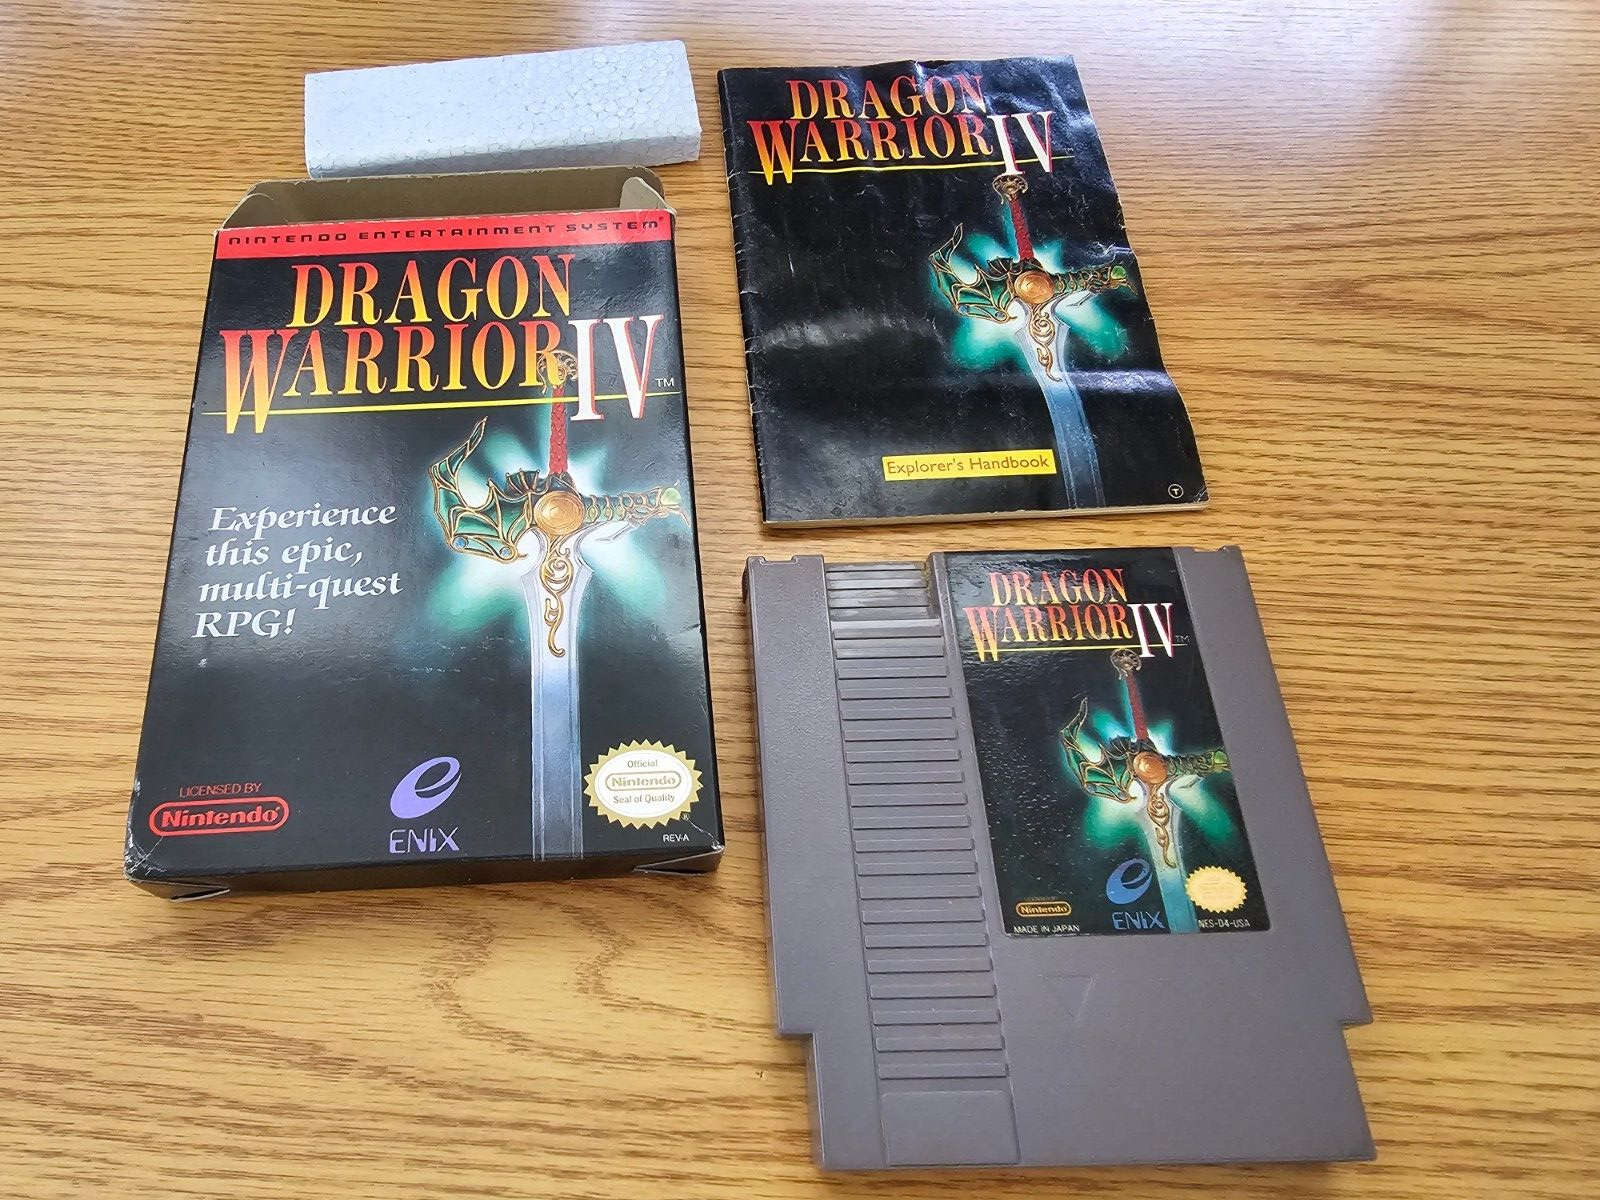 NINTENDO ENTERTAINMENT SYSTEM®
DRAGON
WARRIOR IV
TM
Experience
this epic,
multi-quest
RPG!
LICENSED BY
Nintendo®
ENIX
Official
Nintendo
Seal of Quality
®
REV-A
DRAGON
WARRIOR IV
TM
Explorer's Handbook
T
DRAGON
WARRIOR IV
TM
Nintendo
MADE IN JAPAN
ENIX
NES-D4-USA